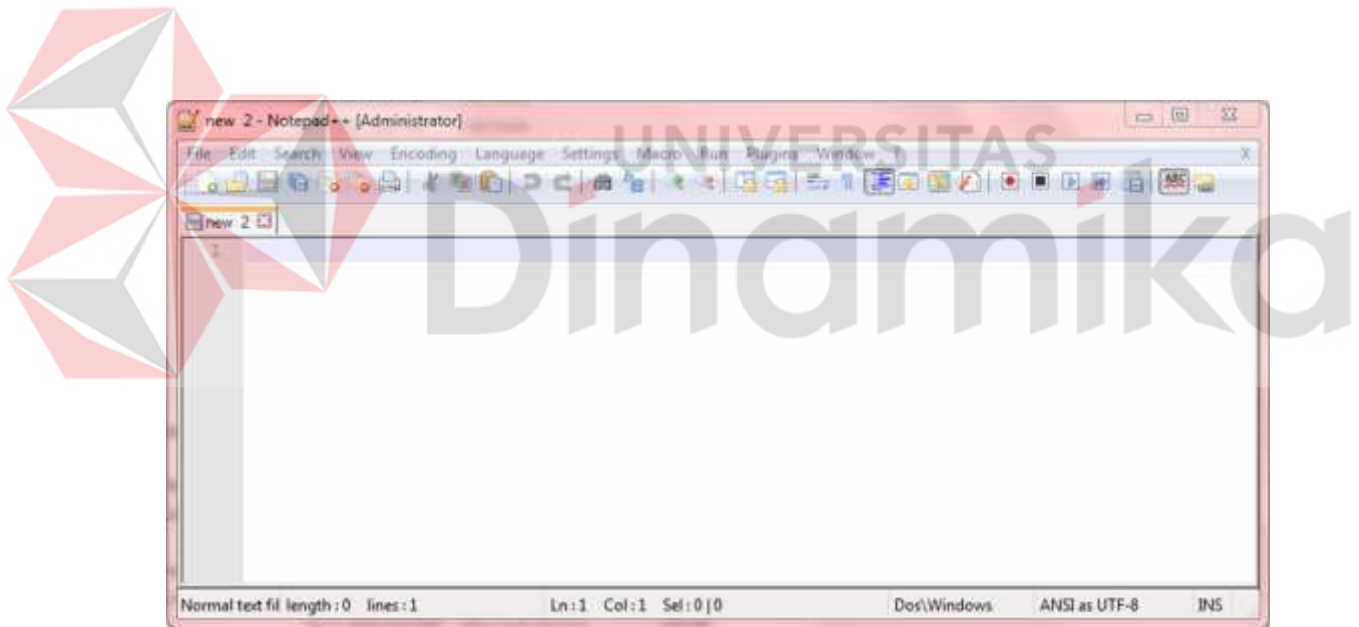 new 2 - Notepad++ [Administrator]
UNIVERSITAS
File Edit Search View Encoding Language Settings Macro Run Plugins Window ?
X
ABC
Dinamika
new 2
1
Normal text fil length : 0 lines : 1 Ln : 1 Col : 1 Sel : 0 | 0 Dos\Windows ANSI as UTF-8 INS